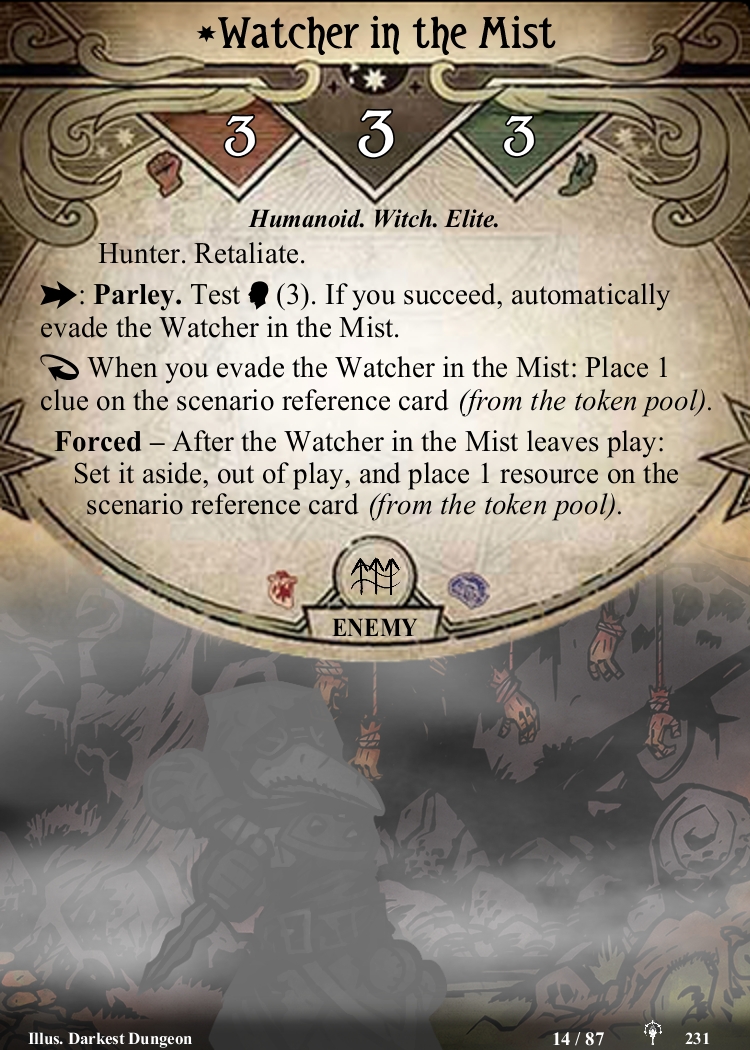 Watcher in the Mist
3 3 3
Humanoid. Witch. Elite.
Hunter. Retaliate.
: Parley. Test (3). If you succeed, automatically
evade the Watcher in the Mist.
When you evade the Watcher in the Mist: Place 1
clue on the scenario reference card (from the token pool).
Forced – After the Watcher in the Mist leaves play:
Set it aside, out of play, and place 1 resource on the
scenario reference card (from the token pool).
ENEMY
Illus. Darkest Dungeon 14 / 87 231